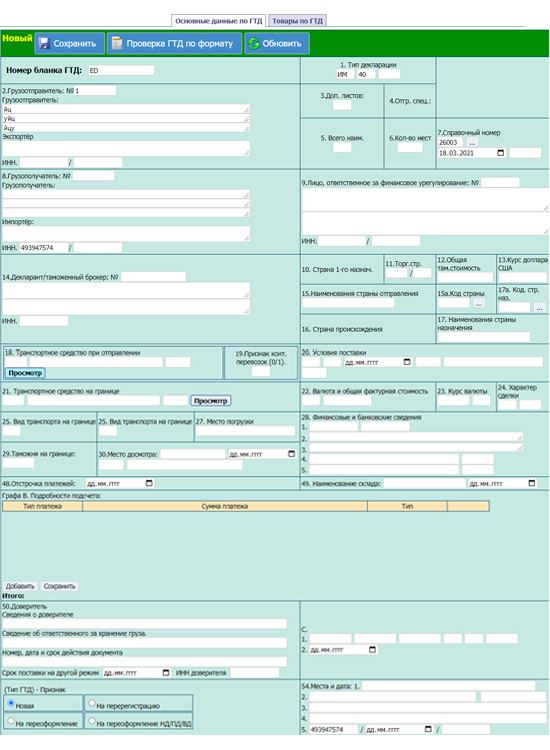 Основные данные по ГТД Товары по ГТД
Новый Сохранить Проверка ГТД по формату Обновить
Номер бланка ГТД: ED
1. Тип декларации
ИМ 40
2.Грузоотправитель: № 1
Грузоотправитель:
йц
уйц
йцу
Экспортёр
ИНН. /
3.Доп. листов:
4.Отгр. спец.:
5. Всего наим.
6.Кол-во мест
7.Справочный номер
26003 ...
18.03.2021
8.Грузополучатель: №
Грузополучатель:
Импортёр:
ИНН. 493947574 /
9.Лицо, ответственное за финансовое урегулирование: №
ИНН: /
14.Декларант/таможенный брокер: №
ИНН.
10. Страна 1-го назнач.
11.Торг.стр.
/
12.Общая там.стоимость
13.Курс доллара США
15.Наименования страны отправления
15а.Код страны
...
17а. Код. стр. наз.
...
16. Страна происхождения
17. Наименования страны назначения
18. Транспортное средство при отправлении
Просмотр
19.Признак конт. перевозок (0/1).
20. Условия поставки
дд.мм.гггг
21. Транспортное средство на границе
Просмотр
22. Валюта и общая фактурная стоимость
23. Курс валюты
24. Характер сделки
25. Вид транспорта на границе
25. Вид транспорта на границе
27. Место погрузки
28. Финансовые и банковские сведения
1.
2.
3.
4.
5.
29.Таможня на границе:
30.Место досмотра: дд.мм.гггг
48.Отсрочка платежей: дд.мм.гггг
49. Наименование склада: дд.мм.гггг
Графа В. Подробности подсчета:
Тип платежа Сумма платежа Тип
Добавить Сохранить
Итого:
50.Доверитель
Сведения о доверителе
Сведение об ответственного за хранение груза.
Номер, дата и срок действия документа
Срок поставки на другой режим дд.мм.гггг ИНН доверителя
С.
1.
2. дд.мм.гггг
(Тип ГТД) - Признак
Новая На перерегистрацию
На переоформление На переоформление НД/ПД/ВД
54.Места и дата: 1.
2.
3.
4.
5. 493947574 / дд.мм.гггг /